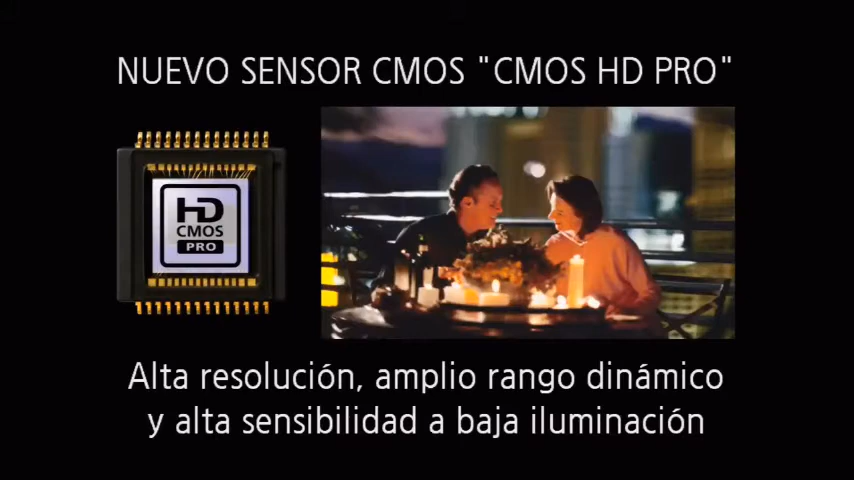 NUEVO SENSOR CMOS "CMOS HD PRO"
HD
CMOS
PRO
Alta resolución, amplio rango dinámico
y alta sensibilidad a baja iluminación